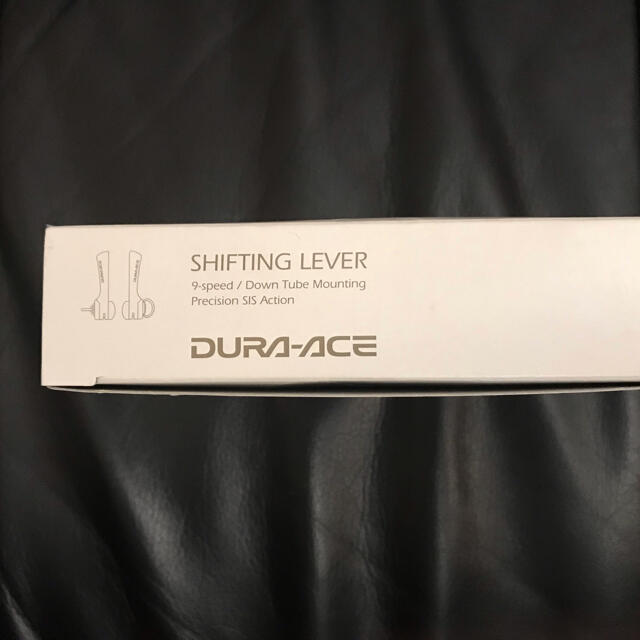 SHIFTING LEVER
9-speed / Down Tube Mounting
Precision SIS Action
DURA-ACE